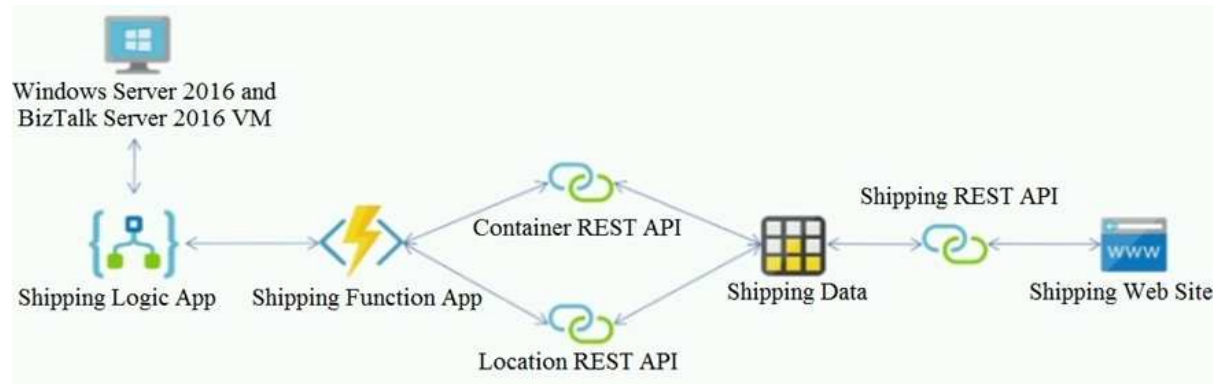 Windows Server 2016 and
BizTalk Server 2016 VM
Shipping Logic App
Shipping Function App
Container REST API
Location REST API
Shipping Data
Shipping REST API
www
Shipping Web Site